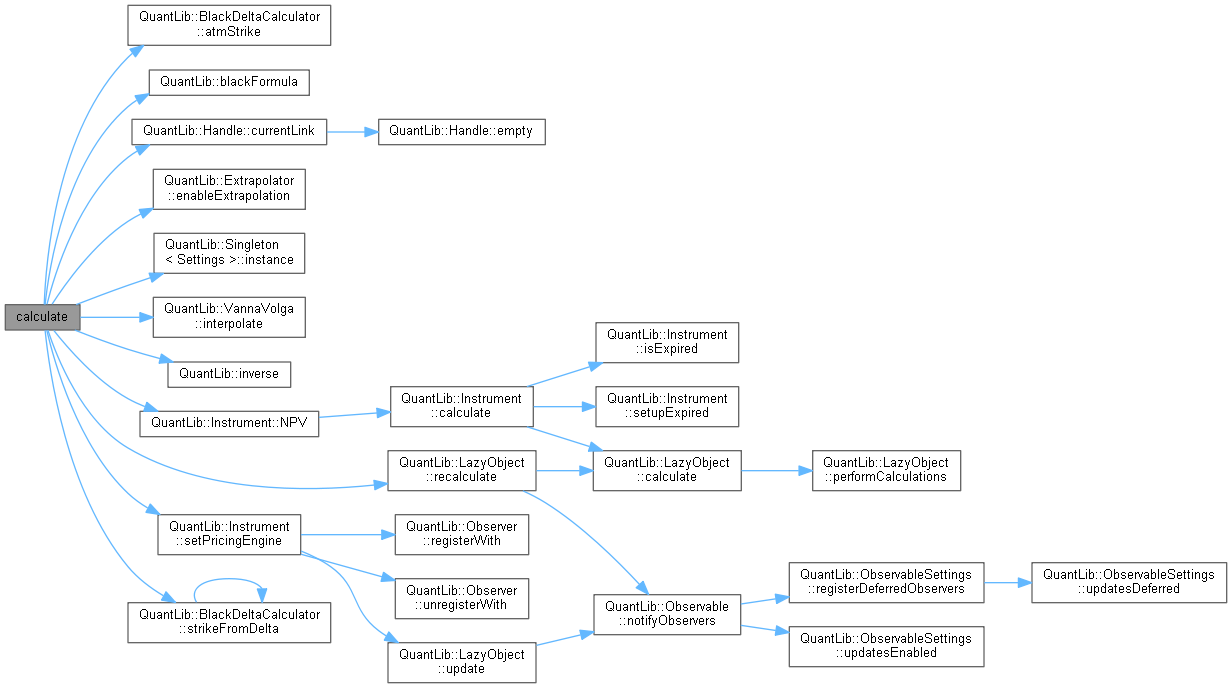 QuantLib::BlackDeltaCalculator
::atmStrike
QuantLib::blackFormula
QuantLib::Handle::currentLink
QuantLib::Handle::empty
QuantLib::Extrapolator
::enableExtrapolation
QuantLib::Singleton
< Settings >::instance
calculate
QuantLib::VannaVolga
::interpolate
QuantLib::inverse
QuantLib::Instrument::NPV
QuantLib::Instrument
::calculate
QuantLib::Instrument
::isExpired
QuantLib::Instrument
::setupExpired
QuantLib::LazyObject
::recalculate
QuantLib::LazyObject
::calculate
QuantLib::LazyObject
::performCalculations
QuantLib::Instrument
::setPricingEngine
QuantLib::Observer
::registerWith
QuantLib::Observer
::unregisterWith
QuantLib::BlackDeltaCalculator
::strikeFromDelta
QuantLib::LazyObject
::update
QuantLib::Observable
::notifyObservers
QuantLib::ObservableSettings
::registerDeferredObservers
QuantLib::ObservableSettings
::updatesDeferred
QuantLib::ObservableSettings
::updatesEnabled